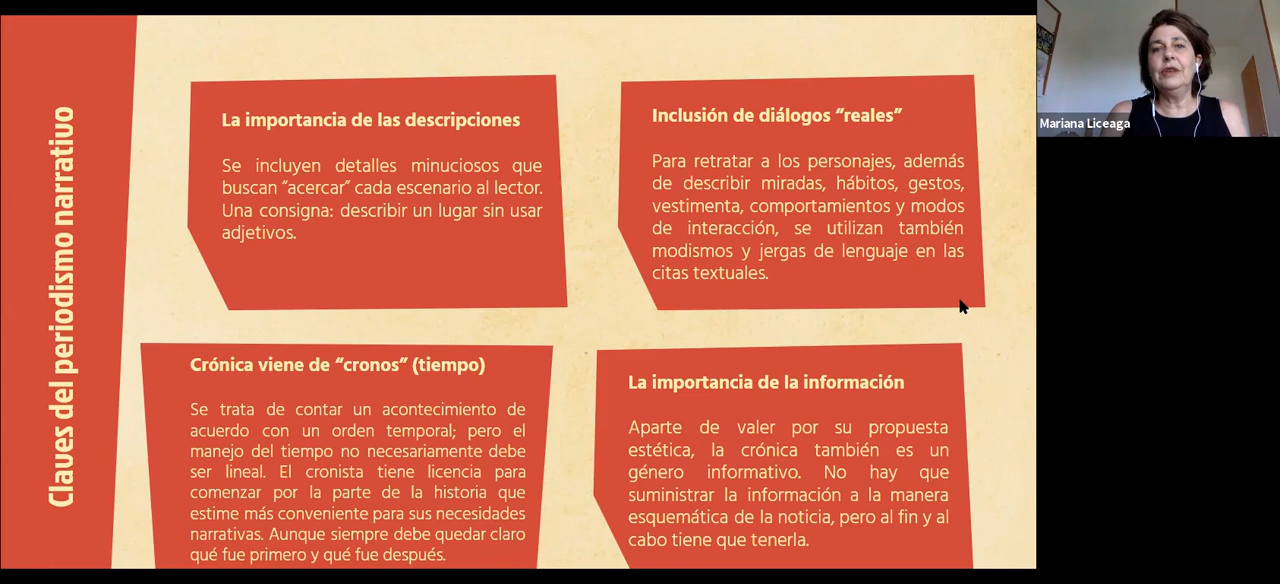 Claves del periodismo narrativo
La importancia de las descripciones
Se incluyen detalles minuciosos que
buscan “acercar” cada escenario al lector.
Una consigna: describir un lugar sin usar
adjetivos.
Inclusión de diálogos “reales”
Para retratar a los personajes, además
de describir miradas, hábitos, gestos,
vestimenta, comportamientos y modos
de interacción, se utilizan también
modismos y jergas de lenguaje en las
citas textuales.
Crónica viene de “cronos” (tiempo)
Se trata de contar un acontecimiento de
acuerdo con un orden temporal; pero el
manejo del tiempo no necesariamente debe
ser lineal. El cronista tiene licencia para
comenzar por la parte de la historia que
estime más conveniente para sus necesidades
narrativas. Aunque siempre debe quedar claro
qué fue primero y qué fue después.
La importancia de la información
Aparte de valer por su propuesta
estética, la crónica también es un
género informativo. No hay que
suministrar la información a la manera
esquemática de la noticia, pero al fin y al
cabo tiene que tenerla.
Mariana Liceaga